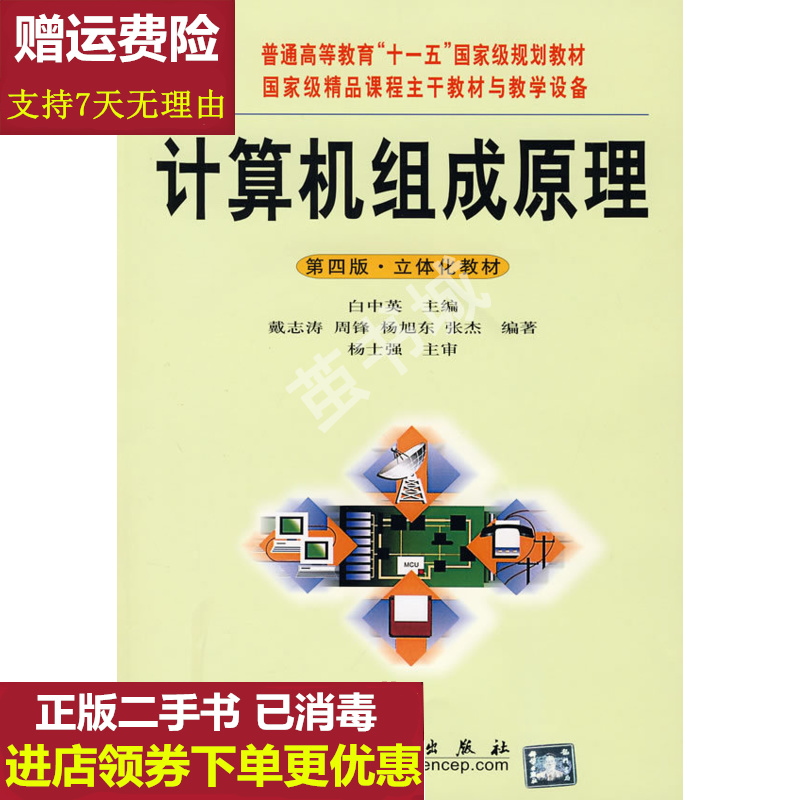 赠运费险
支持7天无理由
普通高等教育“十一五”国家级规划教材
国家级精品课程主干教材与教学设备
计算机组成原理
第四版·立体化教材
白中英 主编
戴志涛 周锋 杨旭东 张杰 编著
杨士强 主审
茧书城
MCU
正版二手书 已消毒
进店领券下单更优惠
出版社
encep.com